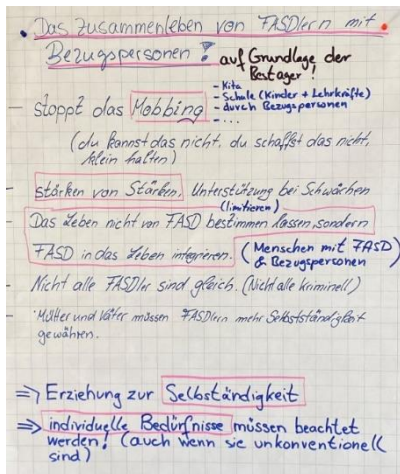 • Das Zusammenleben von FASDlern mit •
Bezugspersonen!
auf Grundlage der
Bestager!
- stoppt das Mobbing
- Kita
- Schule (Kinder + Lehrkräfte)
- durch Bezugspersonen
- ...
(du kannst das nicht, du schaffst das nicht,
klein halten)
- stärken von Stärken, Unterstützung bei Schwächen
(limitieren)
- Das Leben nicht von FASD bestimmen lassen, sondern
FASD in das Leben integrieren. (Menschen mit FASD
& Bezugspersonen)
- Nicht alle FASDler sind gleich. (Nicht alle kriminell)
- Mütter und Väter müssen FASDlern mehr Selbstständigkeit
gewähren.
=> Erziehung zur Selbständigkeit
=> individuelle Bedürfnisse müssen beachtet
werden! (auch wenn sie unkonventionell
sind)